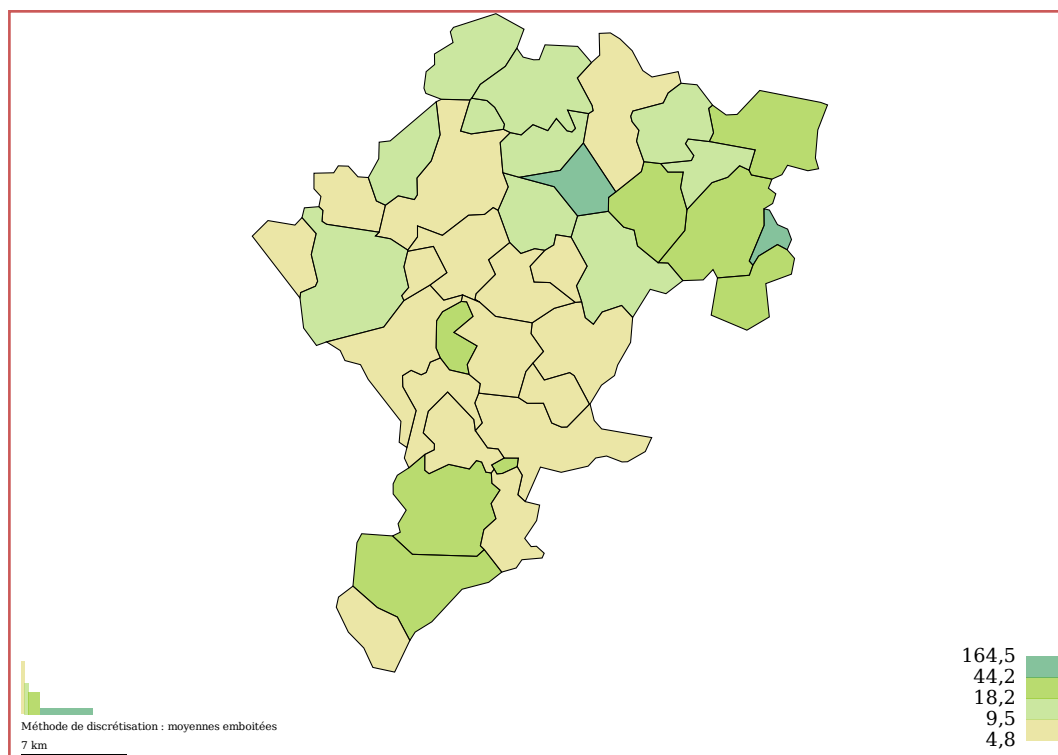 164,5
44,2
18,2
9,5
4,8
Méthode de discrétisation : moyennes emboitées
7 km